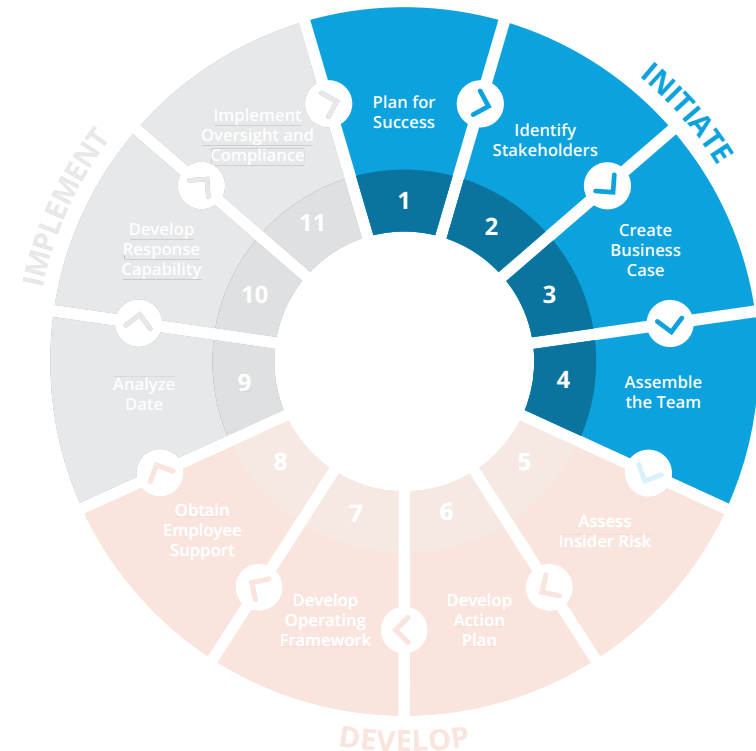 INITIATE
Plan for
Success
1
Identify
Stakeholders
2
Create
Business
Case
3
Assemble
the Team
4
Assess
Insider Risk
5
Develop
Action
Plan
6
DEVELOP
Develop
Operating
Framework
7
Obtain
Employee
Support
8
Analyze
Date
9
IMPLEMENT
Develop
Response
Capability
10
Implement
Oversight and
Compliance
11